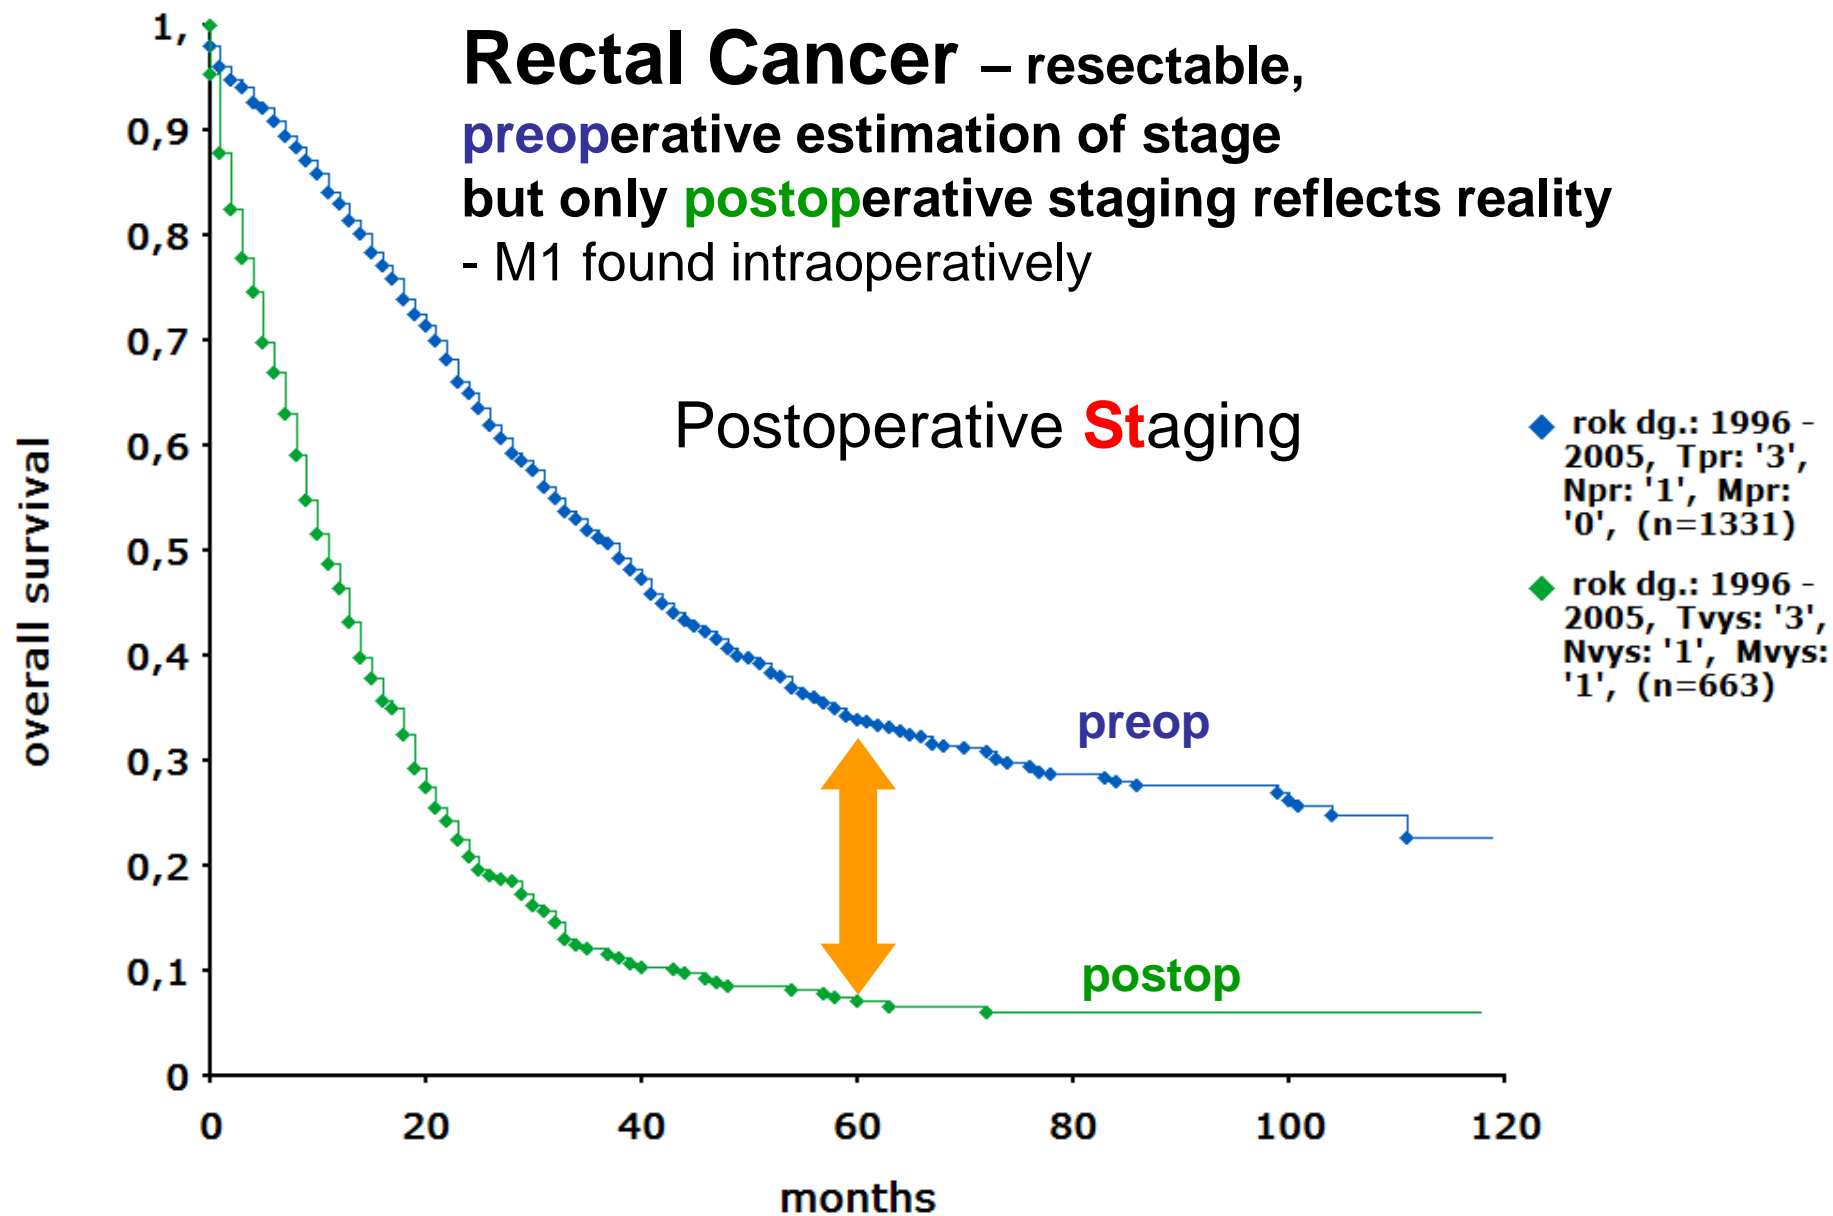 Rectal Cancer – resectable,
preoperative estimation of stage
but only postoperative staging reflects reality
- M1 found intraoperatively
Postoperative Staging
overall survival
1,
0,9
0,8
0,7
0,6
0,5
0,4
0,3
0,2
0,1
0
preop
postop
rok dg.: 1996 -
2005, Tpr: '3',
Npr: '1', Mpr:
'0', (n=1331)
rok dg.: 1996 -
2005, Tvys: '3',
Nvys: '1', Mvys:
'1', (n=663)
0 20 40 60 80 100 120
months